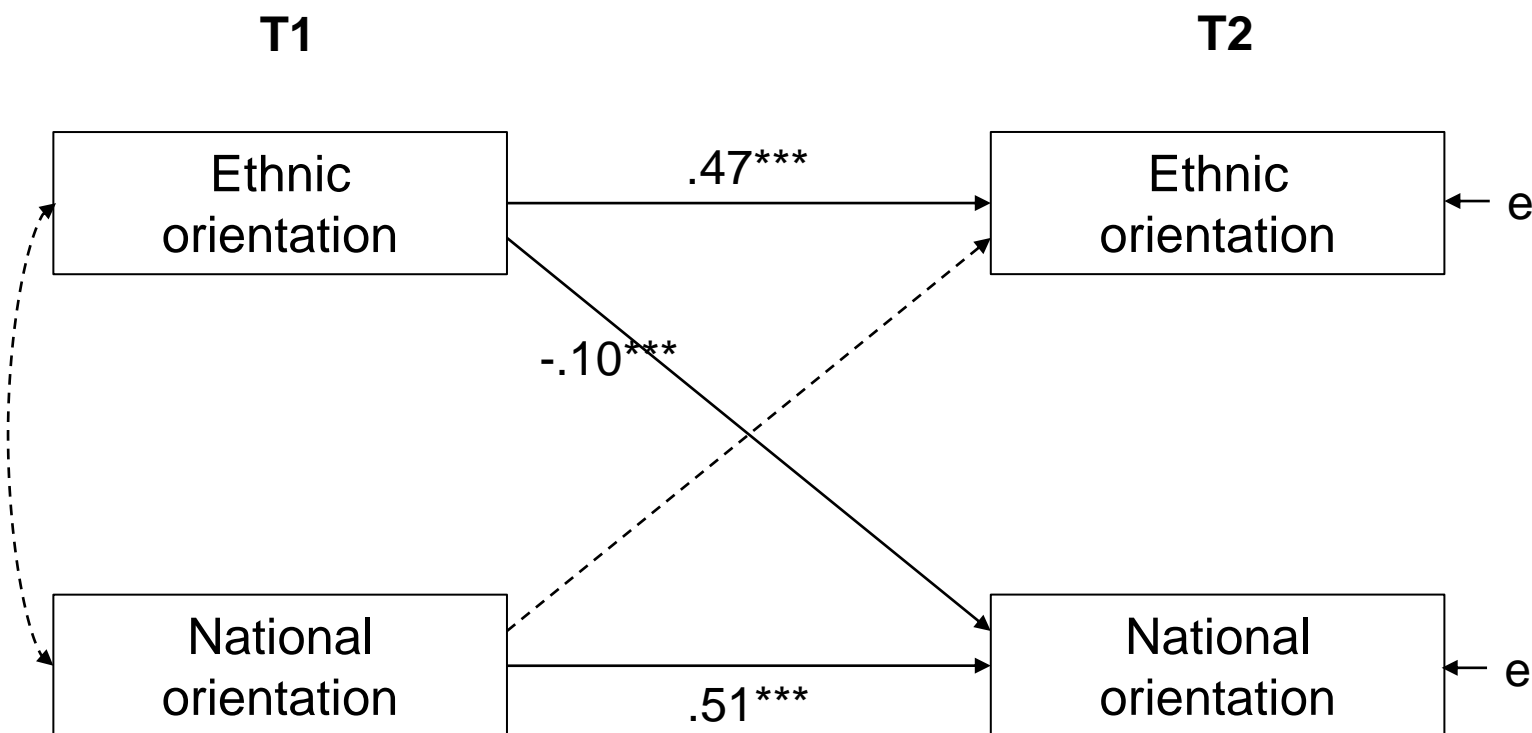 T1
T2
Ethnic
orientation
.47***
Ethnic
orientation
e
-.10***
National
orientation
.51***
National
orientation
e